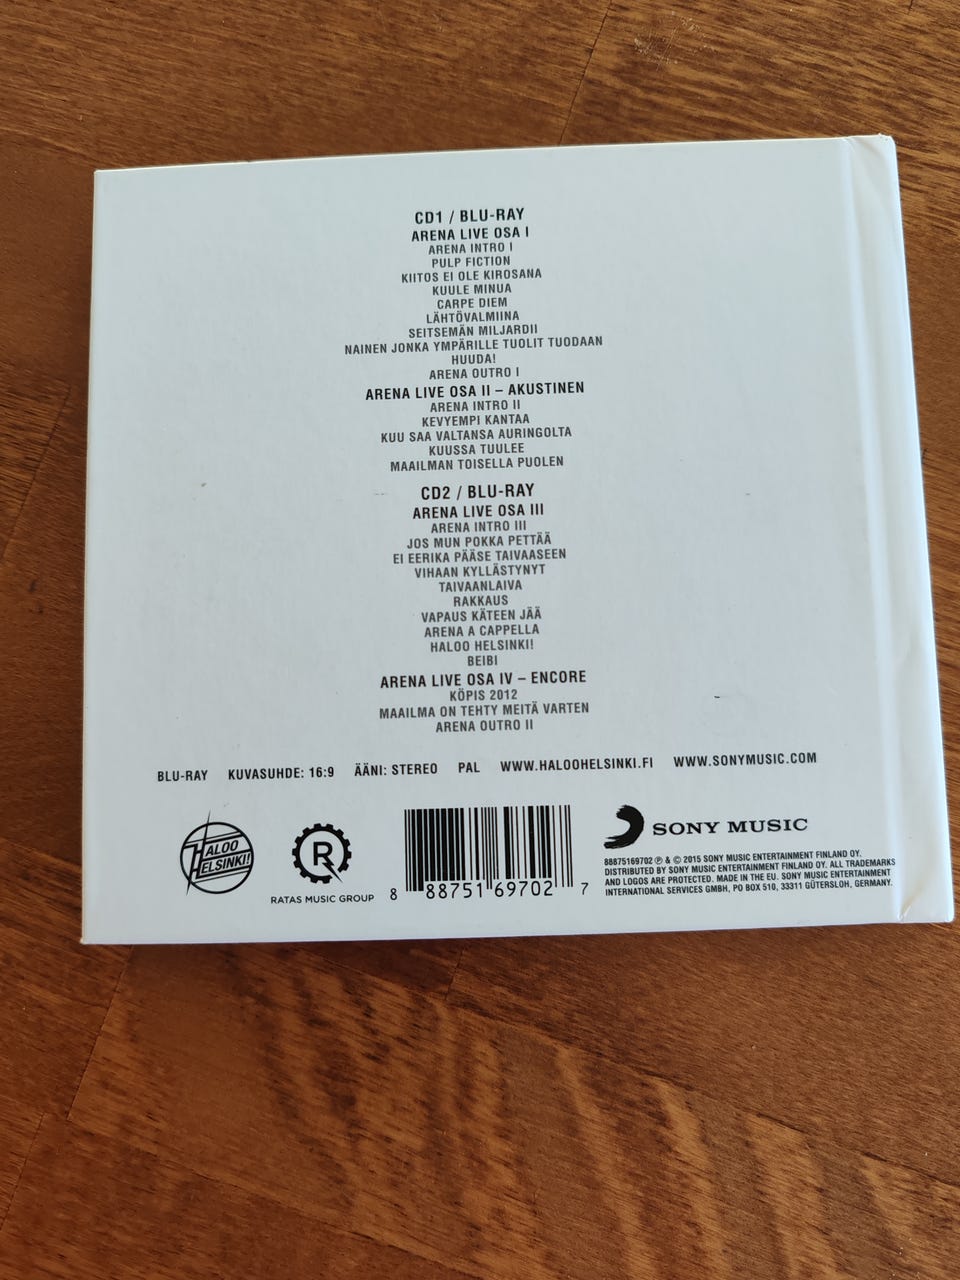 CD1 / BLU-RAY
ARENA LIVE OSA I
ARENA INTRO I
PULP FICTION
KIITOS EI OLE KIROSANA
KUULE MINUA
CARPE DIEM
LÄHTÖVALMIINA
SEITSEMÄN MILJARDII
NAINEN JONKA YMPÄRILLE TUOLIT TUODAAN
HUUDA!
ARENA OUTRO I
ARENA LIVE OSA II – AKUSTINEN
ARENA INTRO II
KEVYEMPI KANTAA
KUU SAA VALTANSA AURINGOLTA
KUUSSA TUULEE
MAAILMAN TOISELLA PUOLEN
CD2 / BLU-RAY
ARENA LIVE OSA III
ARENA INTRO III
JOS MUN POKKA PETTÄÄ
EI EERIKA PÄÄSE TAIVAASEEN
VIHAAN KYLLÄSTYNYT
TAIVAANLAIVA
RAKKAUS
VAPAUS KÄTEEN JÄÄ
ARENA A CAPPELLA
HALOO HELSINKI!
BEIBI
ARENA LIVE OSA IV – ENCORE
KÖPIS 2012
MAAILMA ON TEHTY MEITÄ VARTEN
ARENA OUTRO II
BLU-RAY KUVASUHDE: 16:9 ÄÄNI: STEREO PAL WWW.HALOOHELSINKI.FI WWW.SONYMUSIC.COM
HALOO
HELSINKI!!
R
RATAS MUSIC GROUP
8 88751 69702 7
SONY MUSIC
88875169702 ℗ & © 2015 SONY MUSIC ENTERTAINMENT FINLAND OY.
DISTRIBUTED BY SONY MUSIC ENTERTAINMENT FINLAND OY. ALL TRADEMARKS
AND LOGOS ARE PROTECTED. MADE IN THE EU. SONY MUSIC ENTERTAINMENT
INTERNATIONAL SERVICES GMBH, PO BOX 510, 33311 GÜTERSLOH, GERMANY.